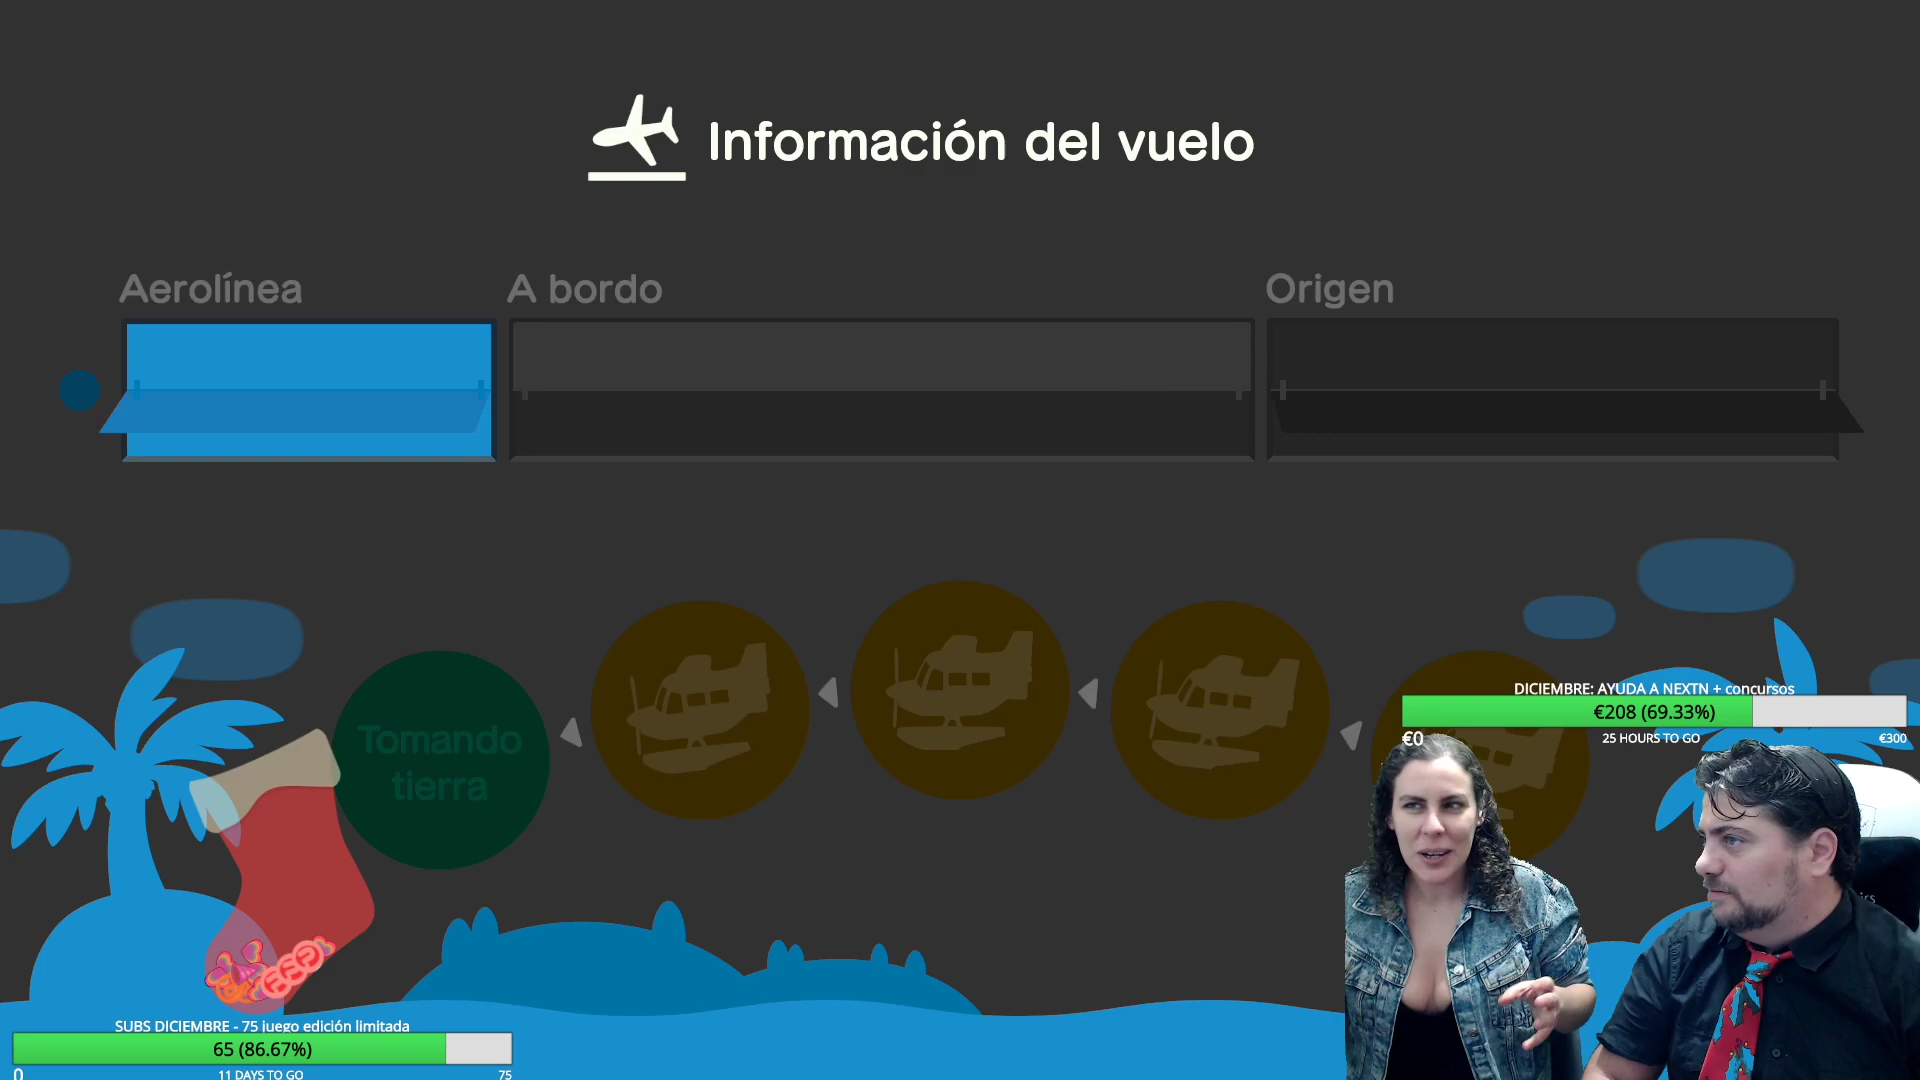 Información del vuelo
Aerolínea
A bordo
Origen
Tomando
tierra
DICIEMBRE: AYUDA A NEXTN + concursos
€208 (69.33%)
€0
25 HOURS TO GO
€300
SUBS DICIEMBRE - 75 juego edición limitada
65 (86.67%)
0
11 DAYS TO GO
75